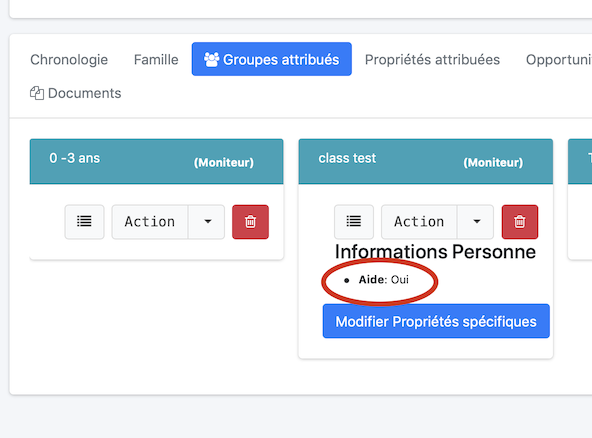 Chronologie Famille Groupes attribués Propriétés attribuées Opportuni
Documents
0 -3 ans (Moniteur)
class test (Moniteur)
Action
Action
Informations Personne
• Aide: Oui
Modifier Propriétés spécifiques